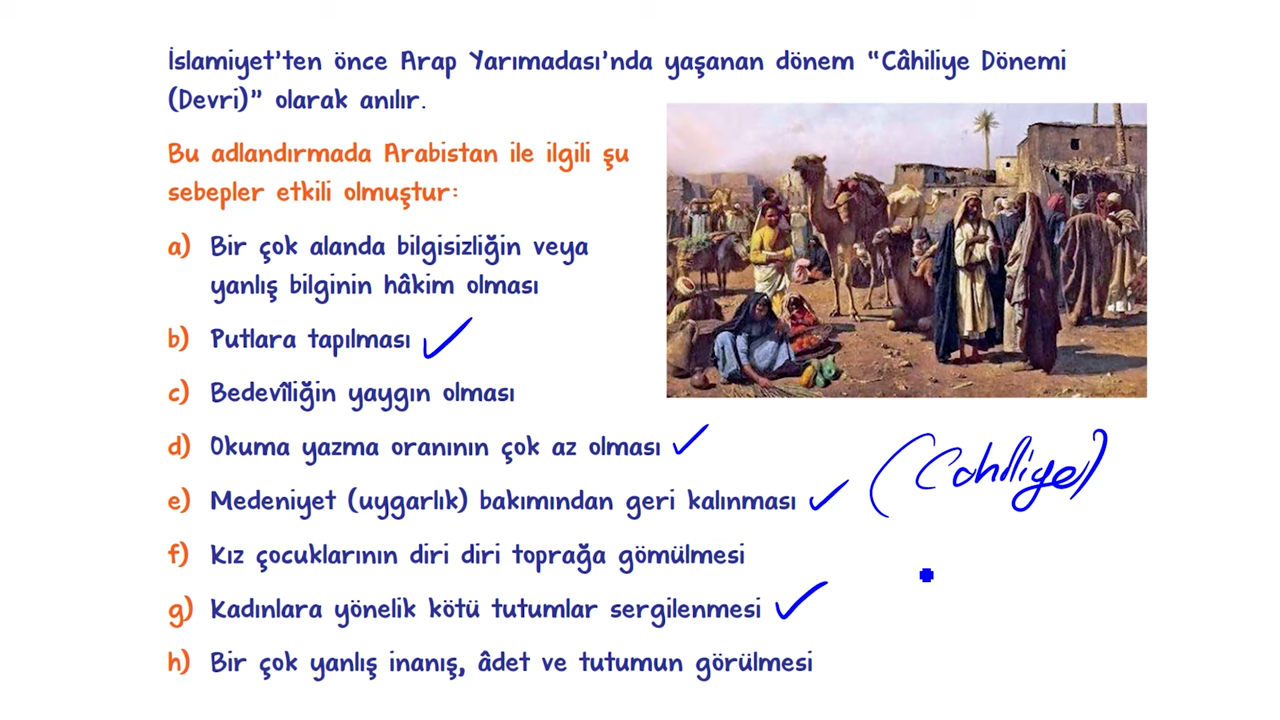 İslamiyet'ten önce Arap Yarımadası'nda yaşanan dönem “Câhiliye Dönemi
(Devri)” olarak anılır.
Bu adlandırmada Arabistan ile ilgili şu
sebepler etkili olmuştur:
a) Bir çok alanda bilgisizliğin veya
yanlış bilginin hâkim olması
b) Putlara tapılması
c) Bedevîliğin yaygın olması
d) Okuma yazma oranının çok az olması
e) Medeniyet (uygarlık) bakımından geri kalınması
(Cahiliye)
f) Kız çocuklarının diri diri toprağa gömülmesi
g) Kadınlara yönelik kötü tutumlar sergilenmesi
h) Bir çok yanlış inanış, âdet ve tutumun görülmesi